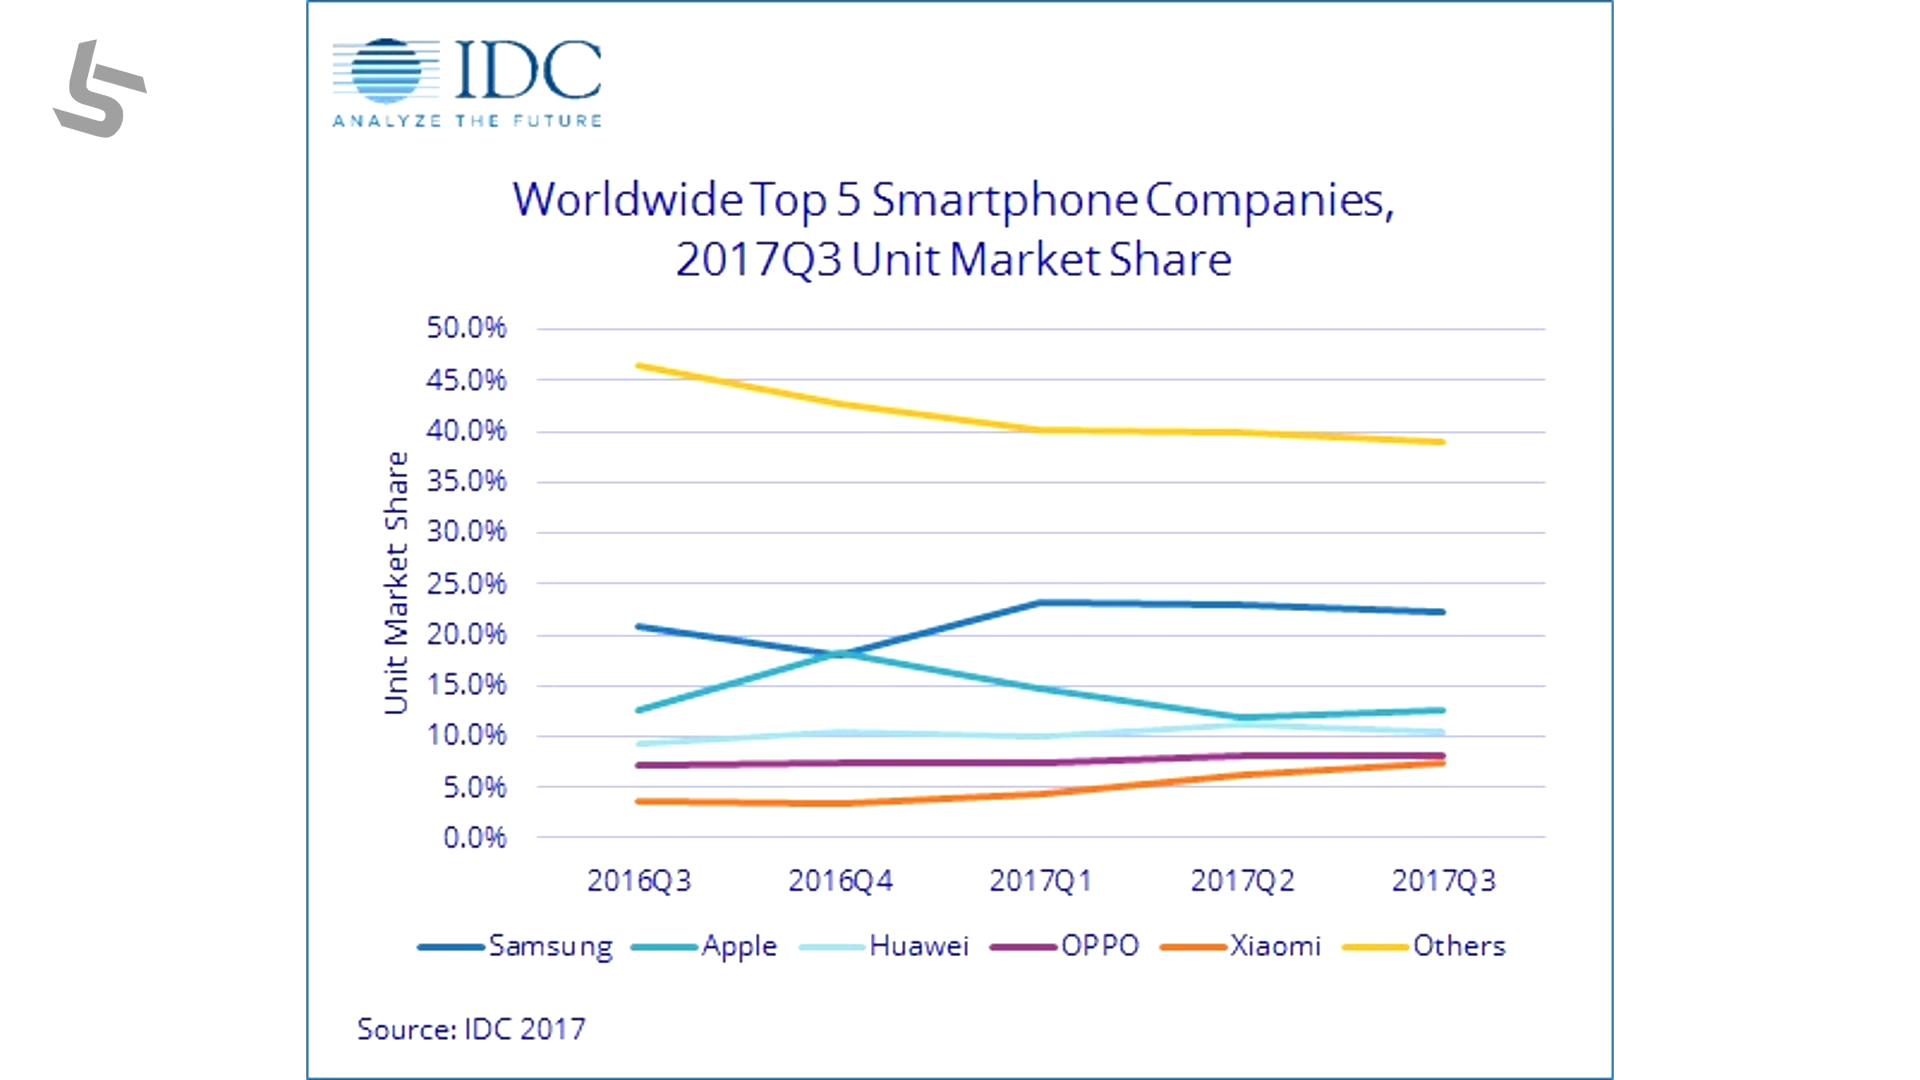 IDC
ANALYZE THE FUTURE
Worldwide Top 5 Smartphone Companies,
2017Q3 Unit Market Share
Unit Market Share
50.0%
45.0%
40.0%
35.0%
30.0%
25.0%
20.0%
15.0%
10.0%
5.0%
0.0%
2016Q3 2016Q4 2017Q1 2017Q2 2017Q3
Samsung Apple Huawei OPPO Xiaomi Others
Source: IDC 2017